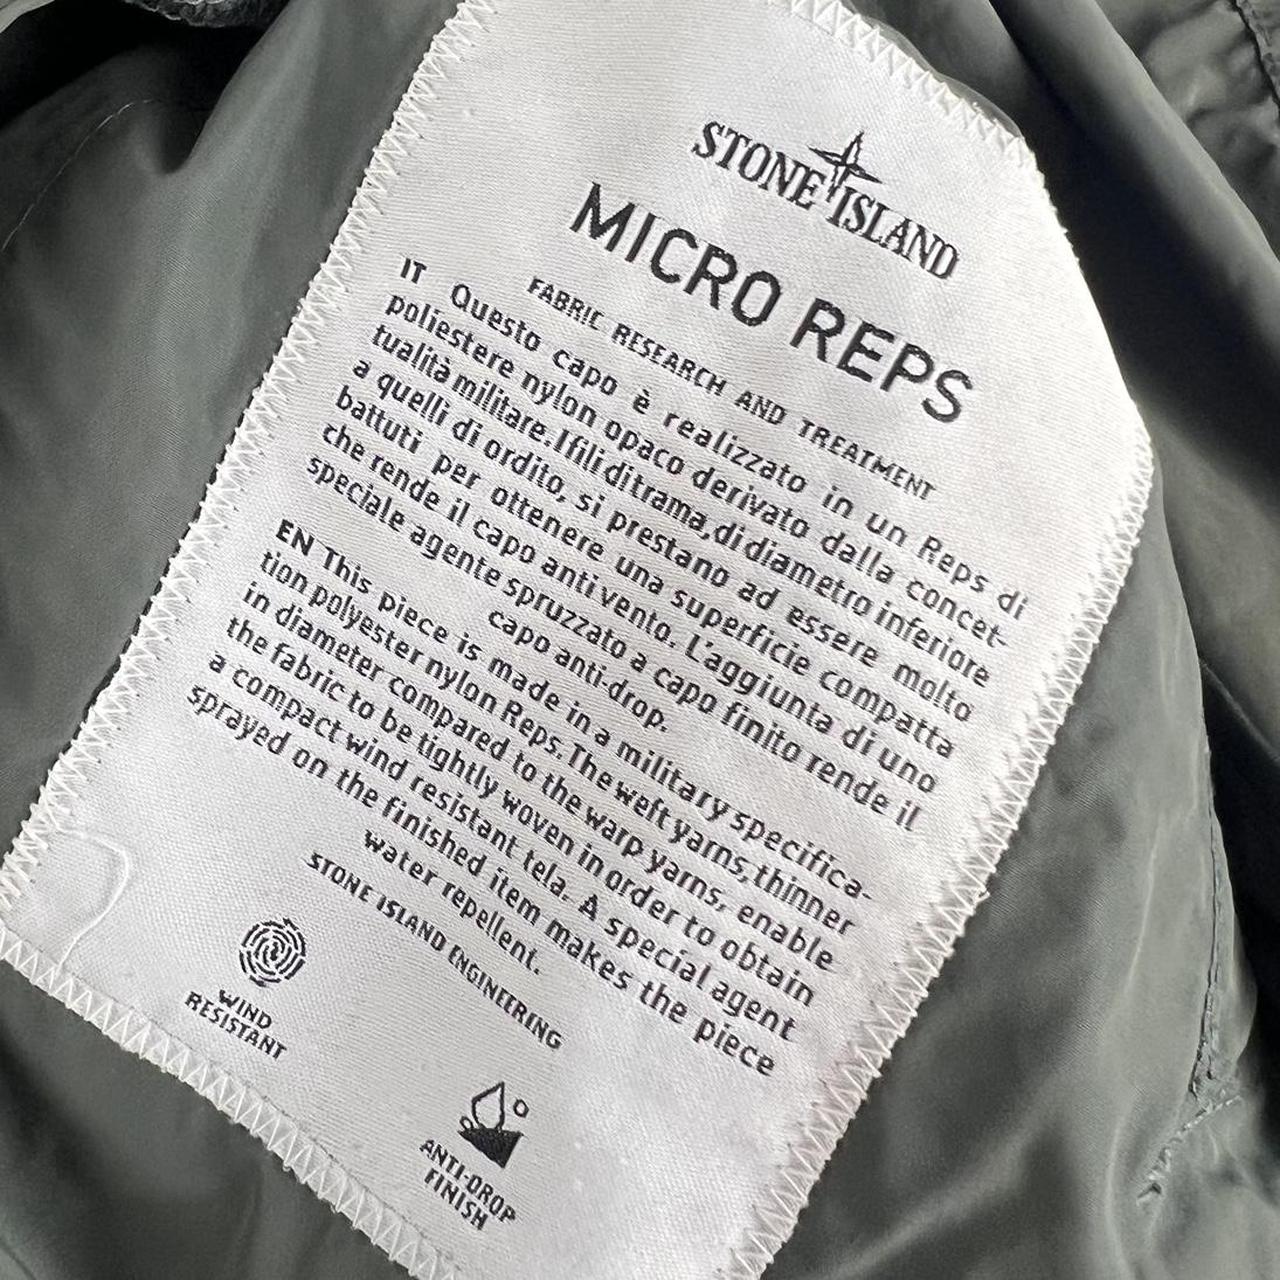 STONE ISLAND
MICRO REPS
FABRIC RESEARCH AND TREATMENT
IT Questo capo è realizzato in un Reps di
poliestere nylon opaco derivato dalla concet-
tualità militare. I fili di trama, di diametro inferiore
a quelli di ordito, si prestano ad essere molto
battuti per ottenere una superficie compatta
che rende il capo anti vento. L'aggiunta di uno
speciale agente spruzzato a capo finito rende il
capo anti-drop.
EN This piece is made in a military specifica-
tion polyester nylon Reps. The weft yarns, thinner
in diameter compared to the warp yarns, enable
the fabric to be tightly woven in order to obtain
a compact wind resistant tela. A special agent
sprayed on the finished item makes the piece
water repellent.
STONE ISLAND ENGINEERING
WIND
RESISTANT
ANTI-DROP
FINISH